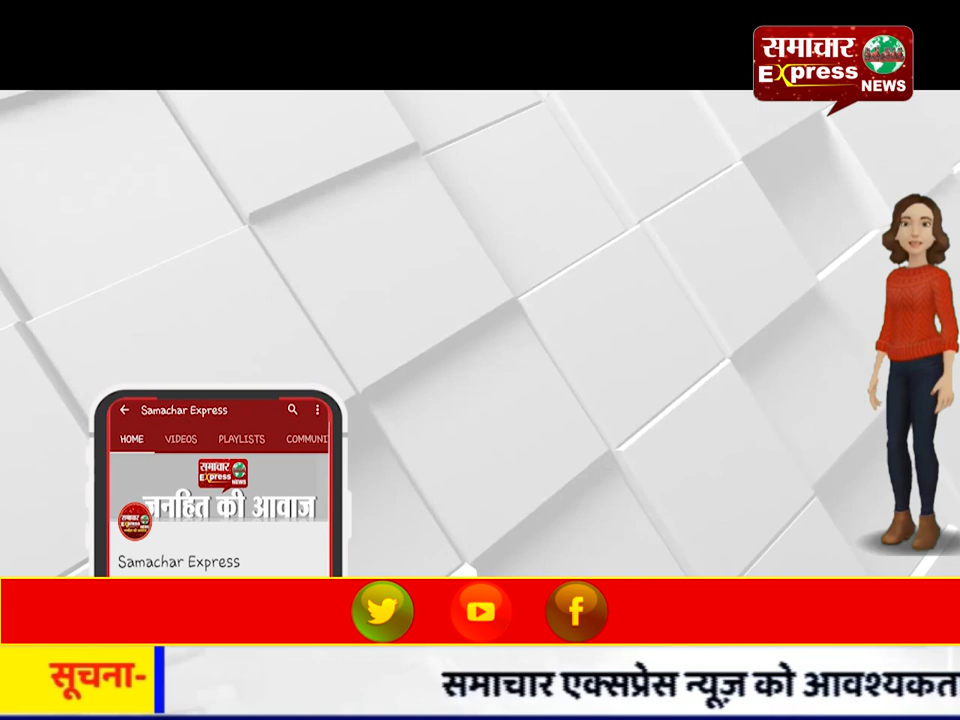 समाचार
Express
NEWS
Samachar Express
HOME VIDEOS PLAYLISTS COMMUNI
समाचार
Express
NEWS
जनहित की आवाज
Samachar Express
सूचना-
समाचार एक्सप्रेस न्यूज़ को आवश्यकता